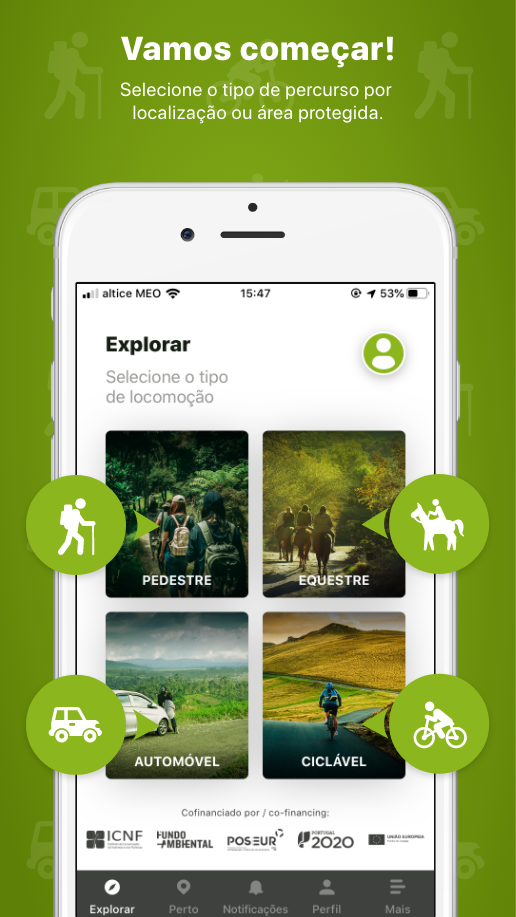 Vamos começar!
Selecione o tipo de percurso por
localização ou área protegida.
altice MEO
15:47
53%
Explorar
Selecione o tipo
de locomoção
PEDESTRE
EQUESTRE
AUTOMÓVEL
CICLÁVEL
Cofinanciado por / co-financing:
ICNF
FUNDO
AMBIENTAL
POSEUR
PORTUGAL
2020
UNIÃO EUROPEIA
Explorar
Perto
Notificações
Perfil
Mais